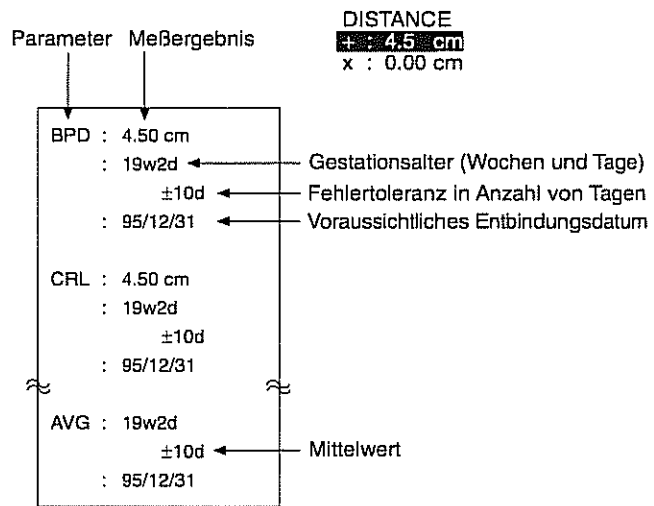 DISTANCE
+ : 4.5 cm
x : 0.00 cm
Parameter Meßergebnis
BPD : 4.50 cm
: 19w2d
Gestationsalter (Wochen und Tage)
±10d
Fehlertoleranz in Anzahl von Tagen
: 95/12/31
Voraussichtliches Entbindungsdatum
CRL : 4.50 cm
: 19w2d
±10d
: 95/12/31
AVG : 19w2d
±10d
Mittelwert
: 95/12/31